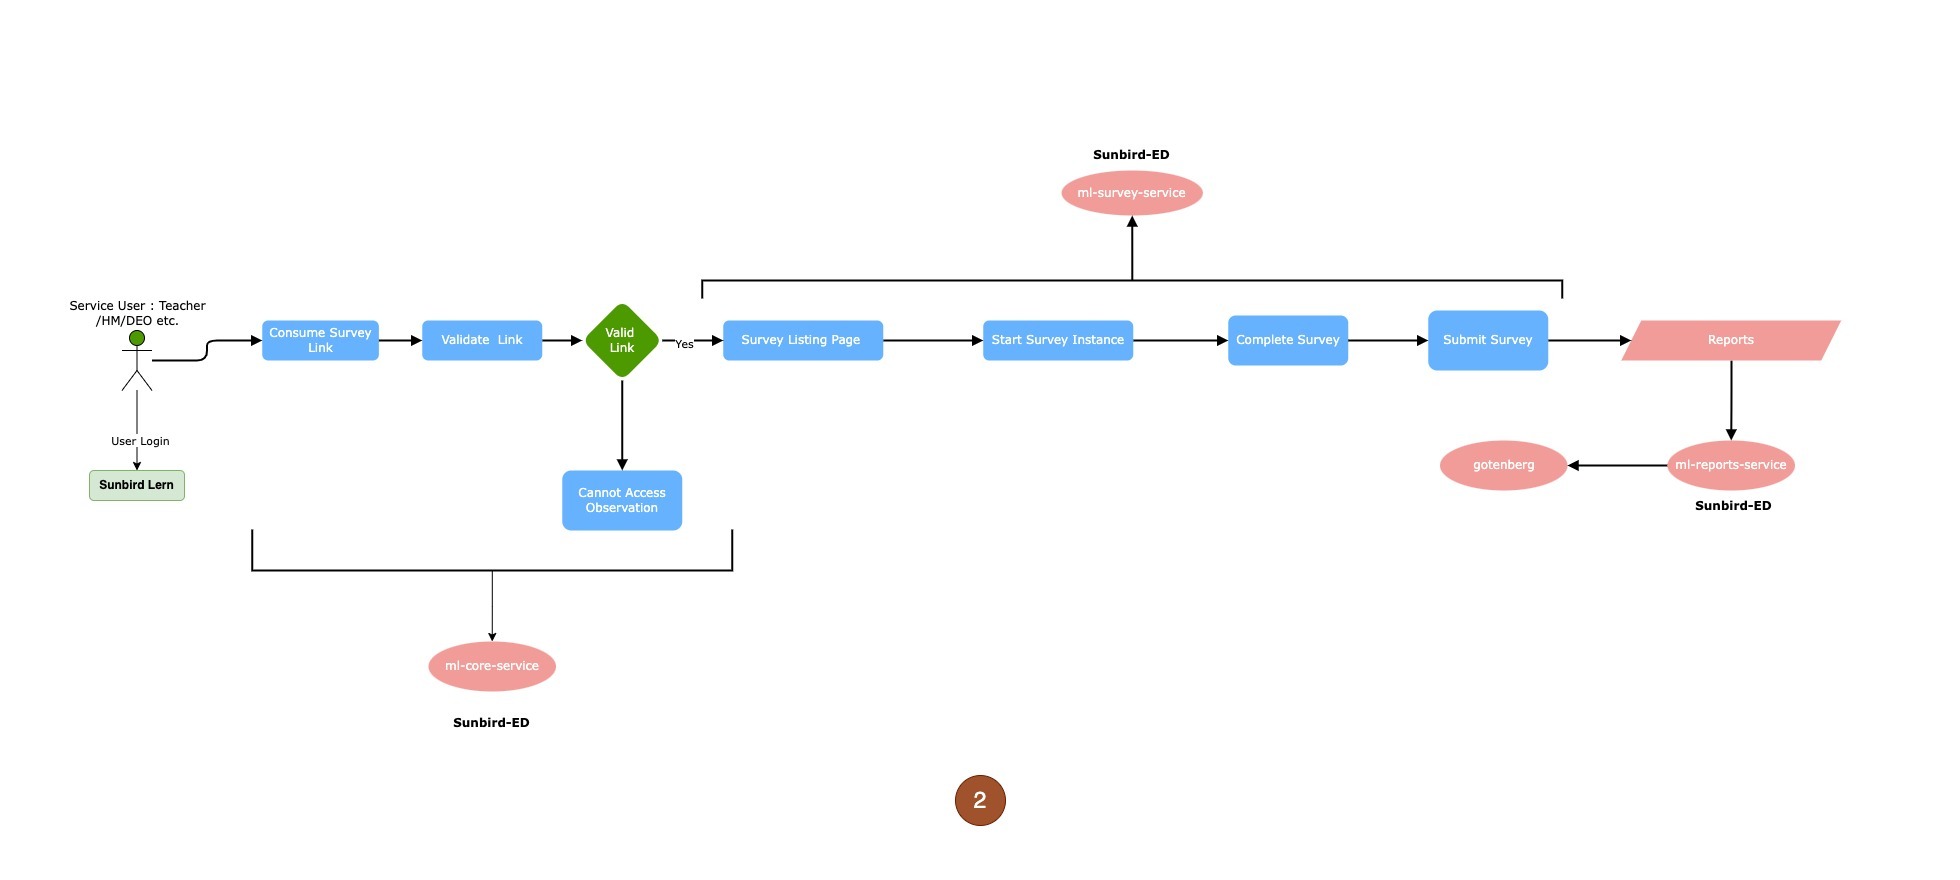 Sunbird-ED
ml-survey-service
Service User : Teacher
/HM/DEO etc.
Consume Survey
Link
Validate  Link
Valid
Link
Yes
Survey Listing Page
Start Survey Instance
Complete Survey
Submit Survey
Reports
User Login
Sunbird Lern
Cannot Access
Observation
gotenberg
ml-reports-service
Sunbird-ED
ml-core-service
Sunbird-ED
2